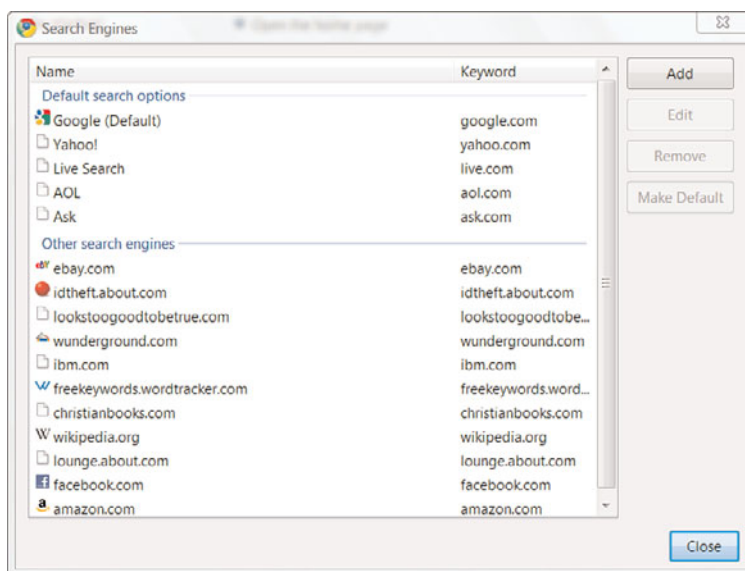 Search Engines
Open the home page
Name Keyword
Default search options
Google (Default) google.com
Yahoo! yahoo.com
Live Search live.com
AOL aol.com
Ask ask.com
Other search engines
ebay.com ebay.com
idtheft.about.com idtheft.about.com
lookstoogoodtobetrue.com lookstoogoodtobe...
wunderground.com wunderground.com
ibm.com ibm.com
freekeywords.wordtracker.com freekeywords.word...
christianbooks.com christianbooks.com
wikipedia.org wikipedia.org
lounge.about.com lounge.about.com
facebook.com facebook.com
amazon.com amazon.com
Add
Edit
Remove
Make Default
Close